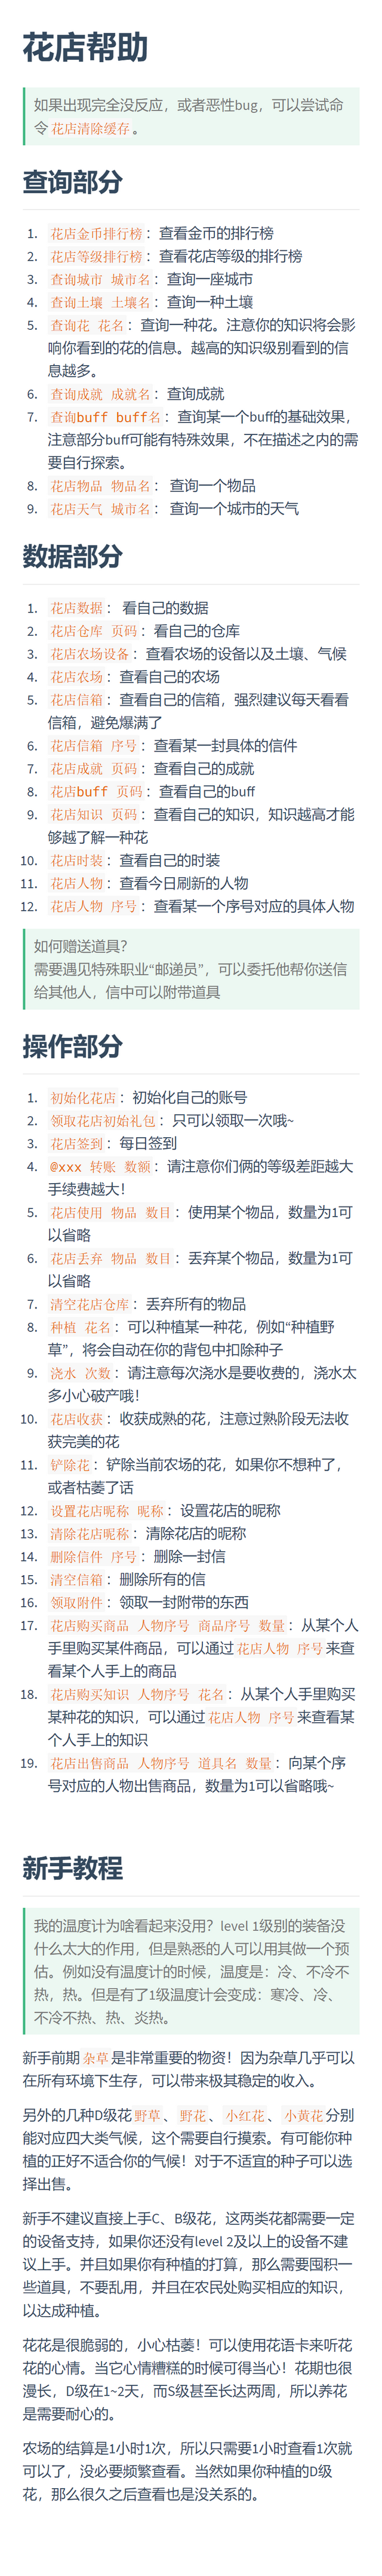 花店帮助
如果出现完全没反应，或者恶性bug，可以尝试命
令 花店清除缓存 。
查询部分
1. 花店金币排行榜 ：查看金币的排行榜
2. 花店等级排行榜 ：查看花店等级的排行榜
3. 查询城市 城市名 ：查询一座城市
4. 查询土壤 土壤名 ：查询一种土壤
5. 查询花 花名 ：查询一种花。注意你的知识将会影
响你看到的花的信息。越高的知识级别看到的信
息越多。
6. 查询成就 成就名 ：查询成就
7. 查询buff buff名 ：查询某一个buff的基础效果，
注意部分buff可能有特殊效果，不在描述之内的需
要自行探索。
8. 花店物品 物品名 ： 查询一个物品
9. 花店天气 城市名 ： 查询一个城市的天气
数据部分
1. 花店数据 ： 看自己的数据
2. 花店仓库 页码 ：看自己的仓库
3. 花店农场设备 ：查看农场的设备以及土壤、气候
4. 花店农场 ：查看自己的农场
5. 花店信箱 ：查看自己的信箱，强烈建议每天看看
信箱，避免爆满了
6. 花店信箱 序号 ：查看某一封具体的信件
7. 花店成就 页码 ：查看自己的成就
8. 花店buff 页码 ：查看自己的buff
9. 花店知识 页码 ：查看自己的知识，知识越高才能
够越了解一种花
10. 花店时装 ：查看自己的时装
11. 花店人物 ：查看今日刷新的人物
12. 花店人物 序号 ：查看某一个序号对应的具体人物
如何赠送道具？
需要遇见特殊职业“邮递员”，可以委托他帮你送信
给其他人，信中可以附带道具
操作部分
1. 初始化花店 ：初始化自己的账号
2. 领取花店初始礼包 ：只可以领取一次哦~
3. 花店签到 ：每日签到
4. @xxx 转账 数额 ：请注意你们俩的等级差距越大
手续费越大！
5. 花店使用 物品 数目 ：使用某个物品，数量为1可
以省略
6. 花店丢弃 物品 数目 ：丢弃某个物品，数量为1可
以省略
7. 清空花店仓库 ：丢弃所有的物品
8. 种植 花名 ：可以种植某一种花，例如“种植野
草”，将会自动在你的背包中扣除种子
9. 浇水 次数 ：请注意每次浇水是要收费的，浇水太
多小心破产哦！
10. 花店收获 ：收获成熟的花，注意过熟阶段无法收
获完美的花
11. 铲除花 ：铲除当前农场的花，如果你不想种了，
或者枯萎了话
12. 设置花店昵称 昵称 ：设置花店的昵称
13. 清除花店昵称 ：清除花店的昵称
14. 删除信件 序号 ：删除一封信
15. 清空信箱 ：删除所有的信
16. 领取附件 ：领取一封附带的东西
17. 花店购买商品 人物序号 商品序号 数量 ：从某个人
手里购买某件商品，可以通过 花店人物 序号 来查
看某个人手上的商品
18. 花店购买知识 人物序号 花名 ：从某个人手里购买
某种花的知识，可以通过 花店人物 序号 来查看某
个人手上的知识
19. 花店出售商品 人物序号 道具名 数量 ：向某个序
号对应的人物出售商品，数量为1可以省略哦~
新手教程
我的温度计为啥看起来没用？level 1级别的装备没
什么太大的作用，但是熟悉的人可以用其做一个预
估。例如没有温度计的时候，温度是：冷、不冷不
热，热。但是有了1级温度计会变成：寒冷、冷、
不冷不热、热、炎热。
新手前期 杂草 是非常重要的物资！因为杂草几乎可以
在所有环境下生存，可以带来极其稳定的收入。
另外的几种D级花 野草 、 野花 、 小红花 、 小黄花 分别
能对应四大类气候，这个需要自行摸索。有可能你种
植的正好不适合你的气候！对于不适宜的种子可以选
择出售。
新手不建议直接上手C、B级花，这两类花都需要一定
的设备支持，如果你还没有level 2及以上的设备不建
议上手。并且如果你有种植的打算，那么需要囤积一
些道具，不要乱用，并且在农民处购买相应的知识，
以达成种植。
花花是很脆弱的，小心枯萎！可以使用花语卡来听花
花的心情。当它心情糟糕的时候可得当心！花期也很
漫长，D级在1~2天，而S级甚至长达两周，所以养花
是需要耐心的。
农场的结算是1小时1次，所以只需要1小时查看1次就
可以了，没必要频繁查看。当然如果你种植的D级
花，那么很久之后查看也是没关系的。